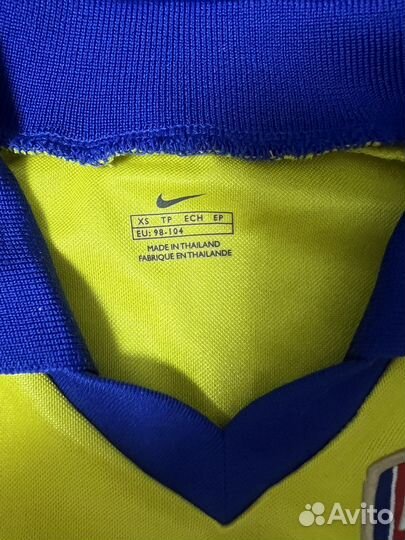 XS TP ECH EP
EU: 98-104
MADE IN THAILAND
FABRIQUE EN THAILANDE
Avito